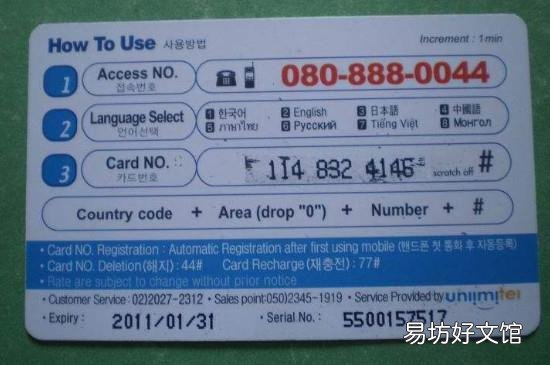 How To Use 사용방법 Increment : 1min
1 Access NO. 접속번호 080-888-0044
2 Language Select 언어선택 1 한국어 2 English 3 日本語 4 中國語
5 ภาษาไทย 6 Русский 7 Tiếng Việt 8 Монгол
3 Card NO. 카드번호 114 892 4146 scratch off #
Country code + Area (drop "0") + Number + #
• Card NO. Registration : Automatic Registration after first using mobile (핸드폰 첫 통화 후 자동등록)
• Card NO. Deletion(해지) : 44# Card Recharge (재충전) : 77#
• Rate are subject to change without prior notice
• Customer Service : 02)2027-2312 • Sales point:050)2345-1919 • Service Provided by unlimitel
• Expiry : 2011/01/31 • Serial No. : 5500157517
易坊好文馆